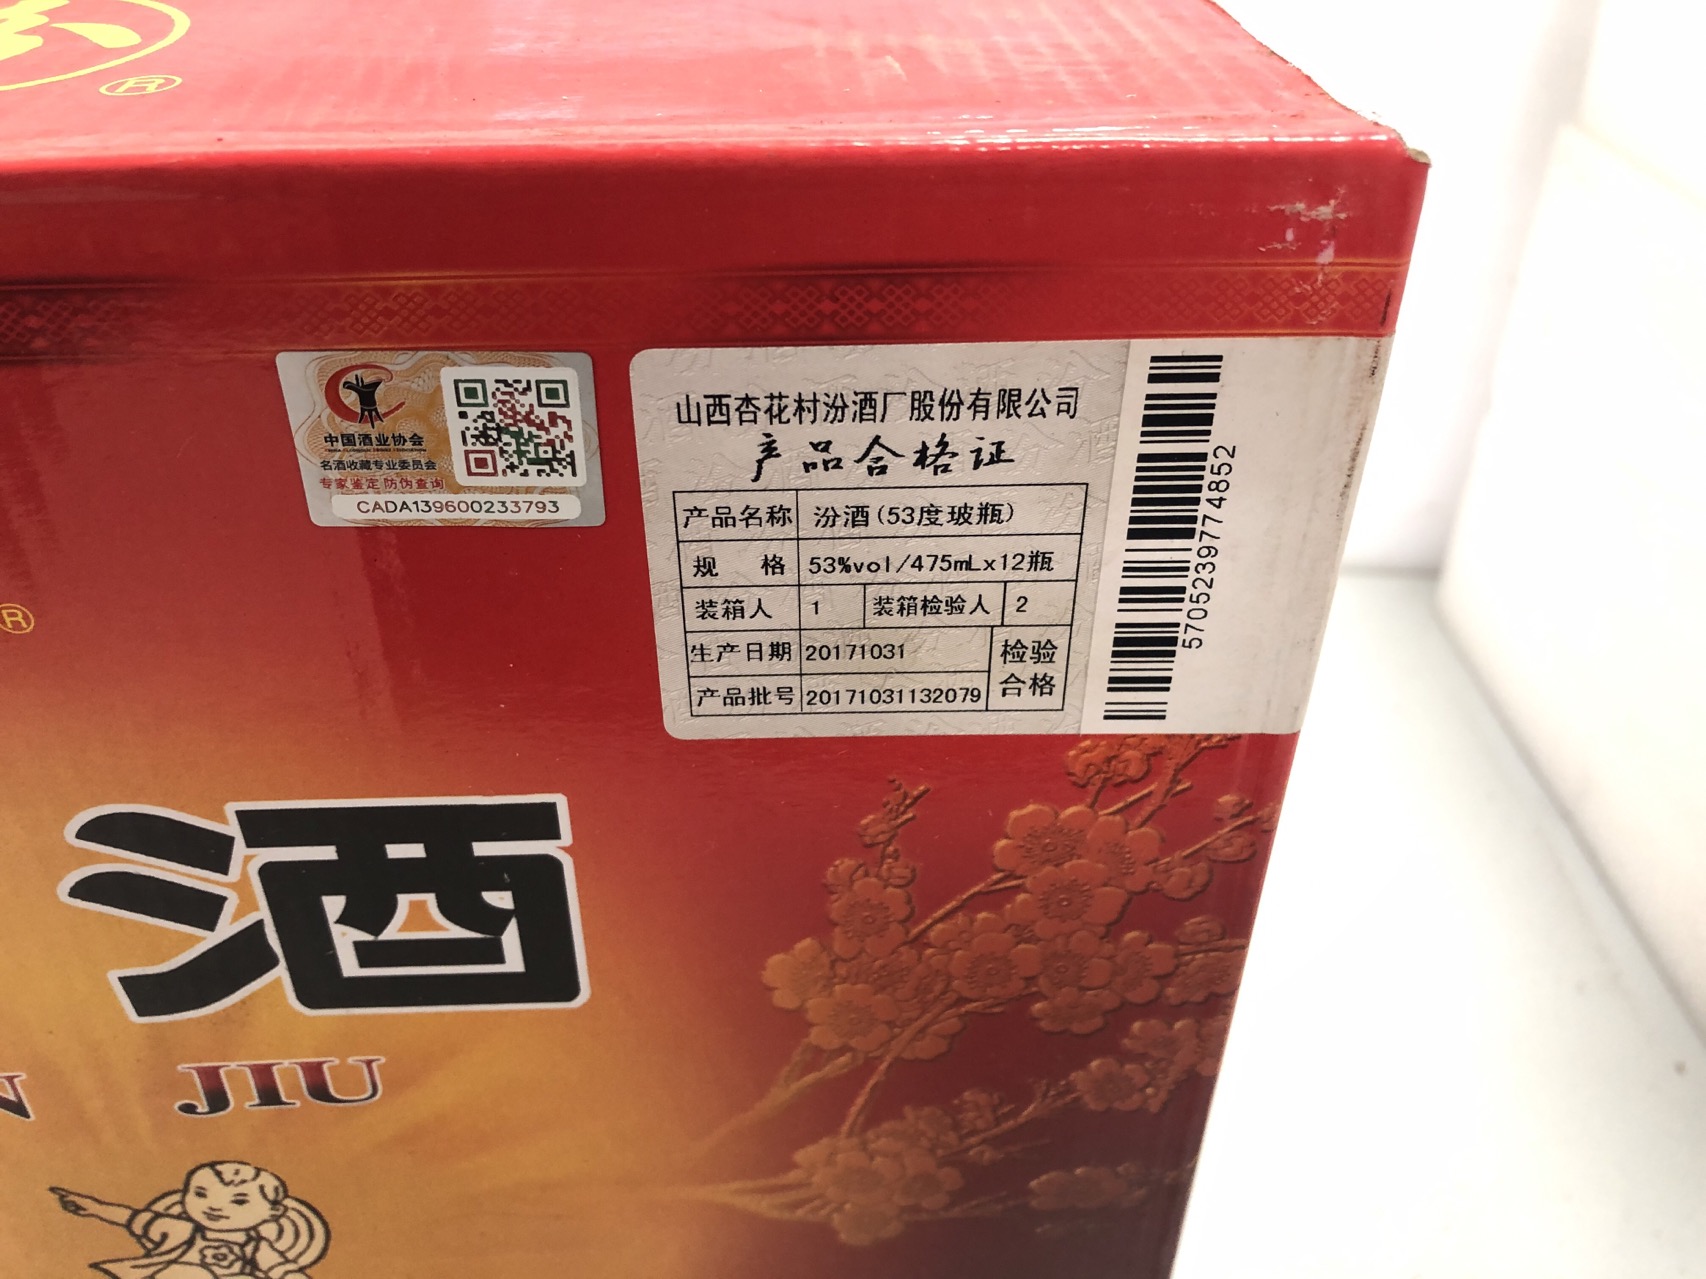 ®
中国酒业协会
名酒收藏专业委员会
专家鉴定 防伪查询
CADA139600233793
山西杏花村汾酒厂股份有限公司
产品合格证
产品名称 汾酒(53度玻瓶)
规 格 53%vol/475mLx12瓶
装箱人 1 装箱检验人 2
生产日期 20171031 检验
产品批号 20171031132079 合格
5705239774852
®
酒
N JIU